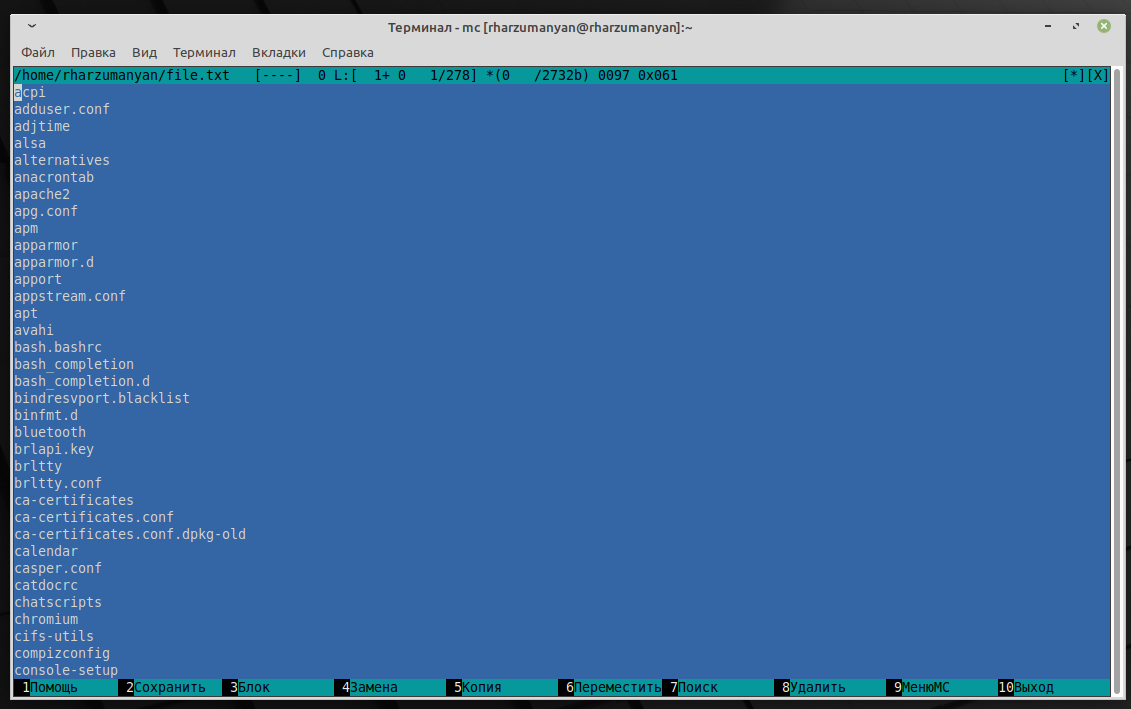 Терминал - mc [rharzumanyan@rharzumanyan]:~
Файл Правка Вид Терминал Вкладки Справка
/home/rharzumanyan/file.txt [----] 0 L:[ 1+ 0 1/278] *(0 /2732b) 0097 0x061 [*][X]
acpi
adduser.conf
adjtime
alsa
alternatives
anacrontab
apache2
apg.conf
apm
apparmor
apparmor.d
apport
appstream.conf
apt
avahi
bash.bashrc
bash_completion
bash_completion.d
bindresvport.blacklist
binfmt.d
bluetooth
brlapi.key
brltty
brltty.conf
ca-certificates
ca-certificates.conf
ca-certificates.conf.dpkg-old
calendar
casper.conf
catdocrc
chatscripts
chromium
cifs-utils
compizconfig
console-setup
1Помощь 2Сохранить 3Блок 4Замена 5Копия 6Переместить 7Поиск 8Удалить 9МенюMC 10Выход